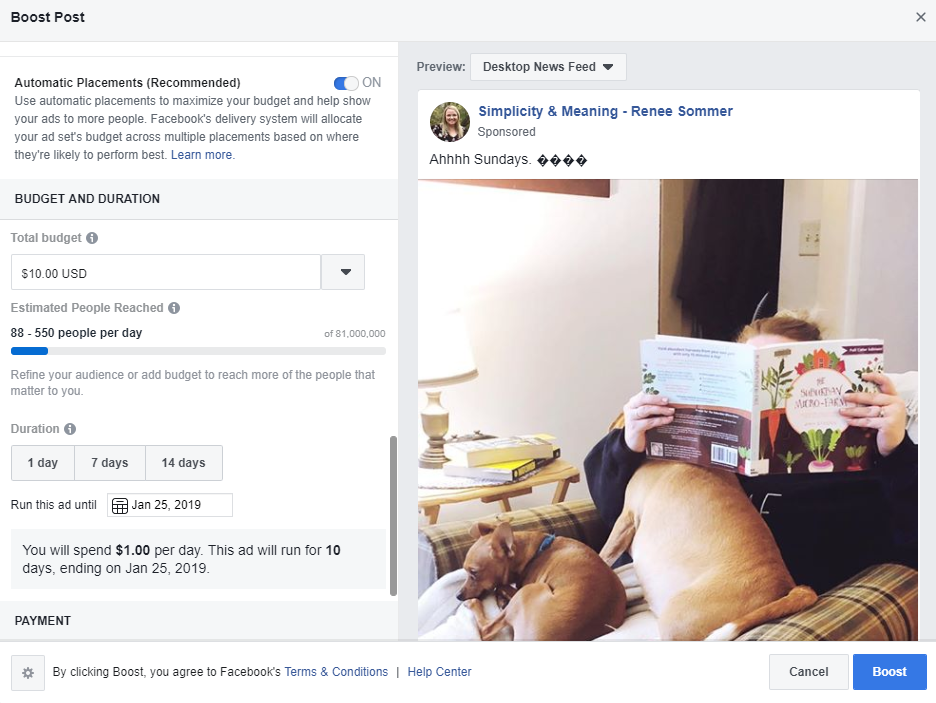 Boost Post
Automatic Placements (Recommended)
ON
Use automatic placements to maximize your budget and help show
your ads to more people. Facebook's delivery system will allocate
your ad set's budget across multiple placements based on where
they're likely to perform best. Learn more.
BUDGET AND DURATION
Total budget
$10.00 USD
Estimated People Reached
88 - 550 people per day
of 81,000,000
Refine your audience or add budget to reach more of the people that
matter to you.
Duration
1 day
7 days
14 days
Run this ad until
Jan 25, 2019
You will spend $1.00 per day. This ad will run for 10
days, ending on Jan 25, 2019.
PAYMENT
Preview:
Desktop News Feed
Simplicity & Meaning - Renee Sommer
Sponsored
Ahhhh Sundays. ����
Full Color Edition!
THE
SUBURBAN
MICRO-FARM
By clicking Boost, you agree to Facebook's Terms & Conditions | Help Center
Cancel
Boost